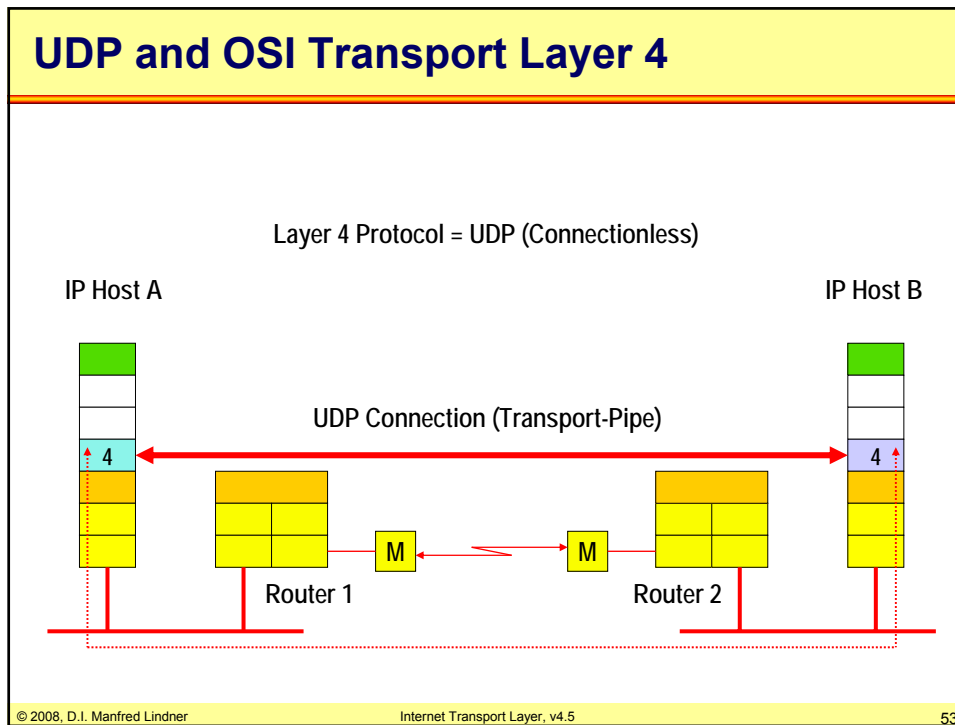 UDP and OSI Transport Layer 4
Layer 4 Protocol = UDP (Connectionless)
IP Host A
IP Host B
UDP Connection (Transport-Pipe)
4
4
M
M
Router 1
Router 2
© 2008, D.I. Manfred Lindner
Internet Transport Layer, v4.5
53